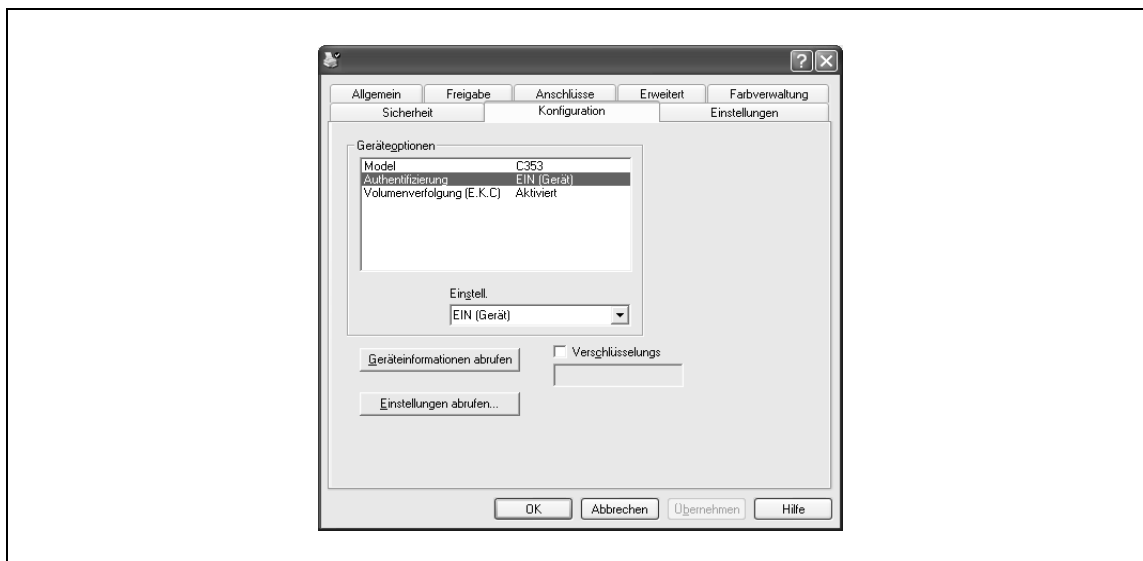 Allgemein Freigabe Anschlüsse Erweitert Farbverwaltung
Sicherheit Konfiguration Einstellungen
Geräteoptionen
Model C353
Authentifizierung EIN (Gerät)
Volumenverfolgung (E.K.C) Aktiviert
Einstell.
EIN (Gerät)
Geräteinformationen abrufen
Verschlüsselungs
Einstellungen abrufen...
OK Abbrechen Übernehmen Hilfe